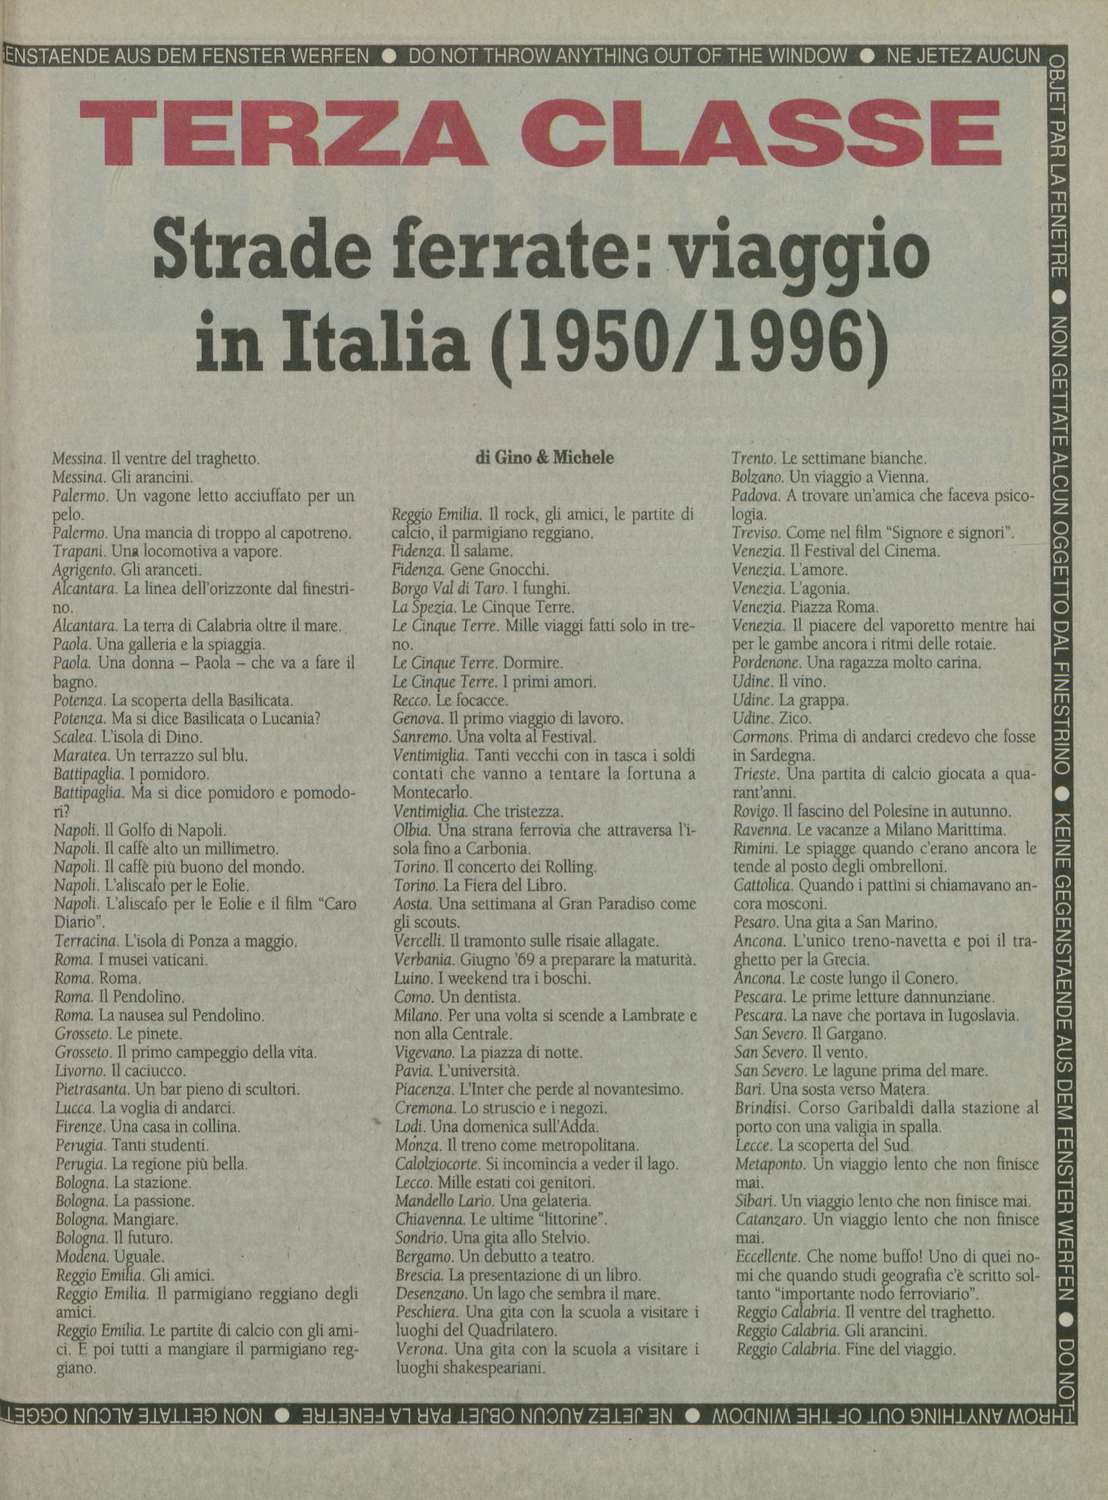 ENSTAENDE AUS DEM FENSTER WERFEN ● DO NOT THROW ANYTHING OUT OF THE WINDOW ● NE JETEZ AUCUN
OBJET PAR LA FENETRE ● NON GETTATE ALCUN OGGETTO DAL FINESTRINO ● KEINE GEGENSTAENDE AUS DEM FENSTER WERFEN ● DO NOT
THROW ANYTHING OUT OF THE WINDOW ● NE JETEZ AUCUN OBJET PAR LA FENETRE ● NON GETTATE ALCUN OGGET
TERZA CLASSE
Strade ferrate: viaggio
in Italia (1950/1996)
Messina. Il ventre del traghetto.
Messina. Gli arancini.
Palermo. Un vagone letto acciuffato per un
pelo.
Palermo. Una mancia di troppo al capotreno.
Trapani. Una locomotiva a vapore.
Agrigento. Gli aranceti.
Alcantara. La linea dell'orizzonte dal finestri-
no.
Alcantara. La terra di Calabria oltre il mare.
Paola. Una galleria e la spiaggia.
Paola. Una donna – Paola – che va a fare il
bagno.
Potenza. La scoperta della Basilicata.
Potenza. Ma si dice Basilicata o Lucania?
Scalea. L'isola di Dino.
Maratea. Un terrazzo sul blu.
Battipaglia. I pomidoro.
Battipaglia. Ma si dice pomidoro e pomodo-
ri?
Napoli. Il Golfo di Napoli.
Napoli. Il caffè alto un millimetro.
Napoli. Il caffè più buono del mondo.
Napoli. L'aliscafo per le Eolie.
Napoli. L'aliscafo per le Eolie e il film "Caro
Diario".
Terracina. L'isola di Ponza a maggio.
Roma. I musei vaticani.
Roma. Roma.
Roma. Il Pendolino.
Roma. La nausea sul Pendolino.
Grosseto. Le pinete.
Grosseto. Il primo campeggio della vita.
Livorno. Il caciucco.
Pietrasanta. Un bar pieno di scultori.
Lucca. La voglia di andarci.
Firenze. Una casa in collina.
Perugia. Tanti studenti.
Perugia. La regione più bella.
Bologna. La stazione.
Bologna. La passione.
Bologna. Mangiare.
Bologna. Il futuro.
Modena. Uguale.
Reggio Emilia. Gli amici.
Reggio Emilia. Il parmigiano reggiano degli
amici.
Reggio Emilia. Le partite di calcio con gli ami-
ci. E poi tutti a mangiare il parmigiano reg-
giano.
di Gino & Michele
Reggio Emilia. Il rock, gli amici, le partite di
calcio, il parmigiano reggiano.
Fidenza. Il salame.
Fidenza. Gene Gnocchi.
Borgo Val di Taro. I funghi.
La Spezia. Le Cinque Terre.
Le Cinque Terre. Mille viaggi fatti solo in tre-
no.
Le Cinque Terre. Dormire.
Le Cinque Terre. I primi amori.
Recco. Le focacce.
Genova. Il primo viaggio di lavoro.
Sanremo. Una volta al Festival.
Ventimiglia. Tanti vecchi con in tasca i soldi
contati che vanno a tentare la fortuna a
Montecarlo.
Ventimiglia. Che tristezza.
Olbia. Una strana ferrovia che attraversa l'i-
sola fino a Carbonia.
Torino. Il concerto dei Rolling.
Torino. La Fiera del Libro.
Aosta. Una settimana al Gran Paradiso come
gli scouts.
Vercelli. Il tramonto sulle risaie allagate.
Verbania. Giugno '69 a preparare la maturità.
Luino. I weekend tra i boschi.
Como. Un dentista.
Milano. Per una volta si scende a Lambrate e
non alla Centrale.
Vigevano. La piazza di notte.
Pavia. L'università.
Piacenza. L'Inter che perde al novantesimo.
Cremona. Lo struscio e i negozi.
Lodi. Una domenica sull'Adda.
Monza. Il treno come metropolitana.
Calolziocorte. Si incomincia a veder il lago.
Lecco. Mille estati coi genitori.
Mandello Lario. Una gelateria.
Chiavenna. Le ultime "littorine".
Sondrio. Una gita allo Stelvio.
Bergamo. Un debutto a teatro.
Brescia. La presentazione di un libro.
Desenzano. Un lago che sembra il mare.
Peschiera. Una gita con la scuola a visitare i
luoghi del Quadrilatero.
Verona. Una gita con la scuola a visitare i
luoghi shakespeariani.
Trento. Le settimane bianche.
Bolzano. Un viaggio a Vienna.
Padova. A trovare un'amica che faceva psico-
logia.
Treviso. Come nel film "Signore e signori".
Venezia. Il Festival del Cinema.
Venezia. L'amore.
Venezia. L'agonia.
Venezia. Piazza Roma.
Venezia. Il piacere del vaporetto mentre hai
per le gambe ancora i ritmi delle rotaie.
Pordenone. Una ragazza molto carina.
Udine. Il vino.
Udine. La grappa.
Udine. Zico.
Cormons. Prima di andarci credevo che fosse
in Sardegna.
Trieste. Una partita di calcio giocata a qua-
rant'anni.
Rovigo. Il fascino del Polesine in autunno.
Ravenna. Le vacanze a Milano Marittima.
Rimini. Le spiagge quando c'erano ancora le
tende al posto degli ombrelloni.
Cattolica. Quando i pattini si chiamavano an-
cora mosconi.
Pesaro. Una gita a San Marino.
Ancona. L'unico treno-navetta e poi il tra-
ghetto per la Grecia.
Ancona. Le coste lungo il Conero.
Pescara. Le prime letture dannunziane.
Pescara. La nave che portava in Iugoslavia.
San Severo. Il Gargano.
San Severo. Il vento.
San Severo. Le lagune prima del mare.
Bari. Una sosta verso Matera.
Brindisi. Corso Garibaldi dalla stazione al
porto con una valigia in spalla.
Lecce. La scoperta del Sud.
Metaponto. Un viaggio lento che non finisce
mai.
Sibari. Un viaggio lento che non finisce mai.
Catanzaro. Un viaggio lento che non finisce
mai.
Eccellente. Che nome buffo! Uno di quei no-
mi che quando studi geografia c'è scritto sol-
tanto "importante nodo ferroviario".
Reggio Calabria. Il ventre del traghetto.
Reggio Calabria. Gli arancini.
Reggio Calabria. Fine del viaggio.